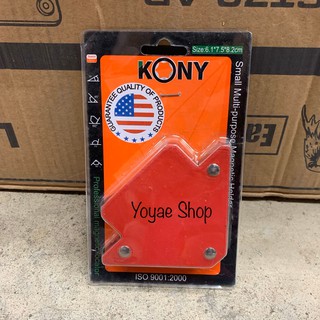 Size:6.1*7.5*8.2cm
KONY
GUARANTEE QUALITY OF PRODUCTS
Small Multi-purpose Magnetic Holder
Yoyae Shop
ISO 9001:2000